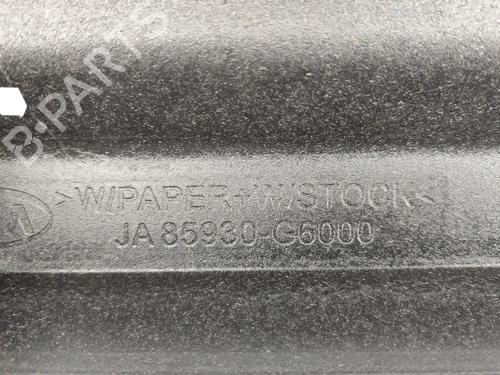 B-PARTS
>W/PAPER+W/STOCK<
JA 85930-G6000